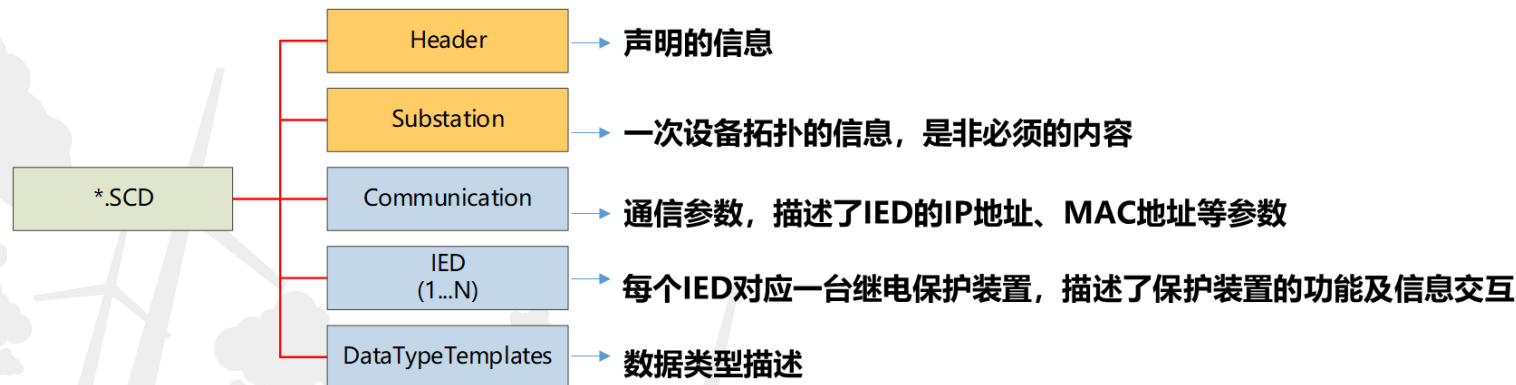 Header
声明的信息
Substation
一次设备拓扑的信息，是非必须的内容
*.SCD
Communication
通信参数，描述了IED的IP地址、MAC地址等参数
IED
(1...N)
每个IED对应一台继电保护装置，描述了保护装置的功能及信息交互
DataTypeTemplates
数据类型描述